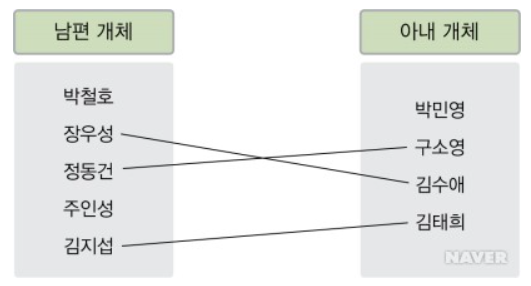 남편 개체
박철호
장우성
정동건
주인성
김지섭
아내 개체
박민영
구소영
김수애
김태희
NAVER